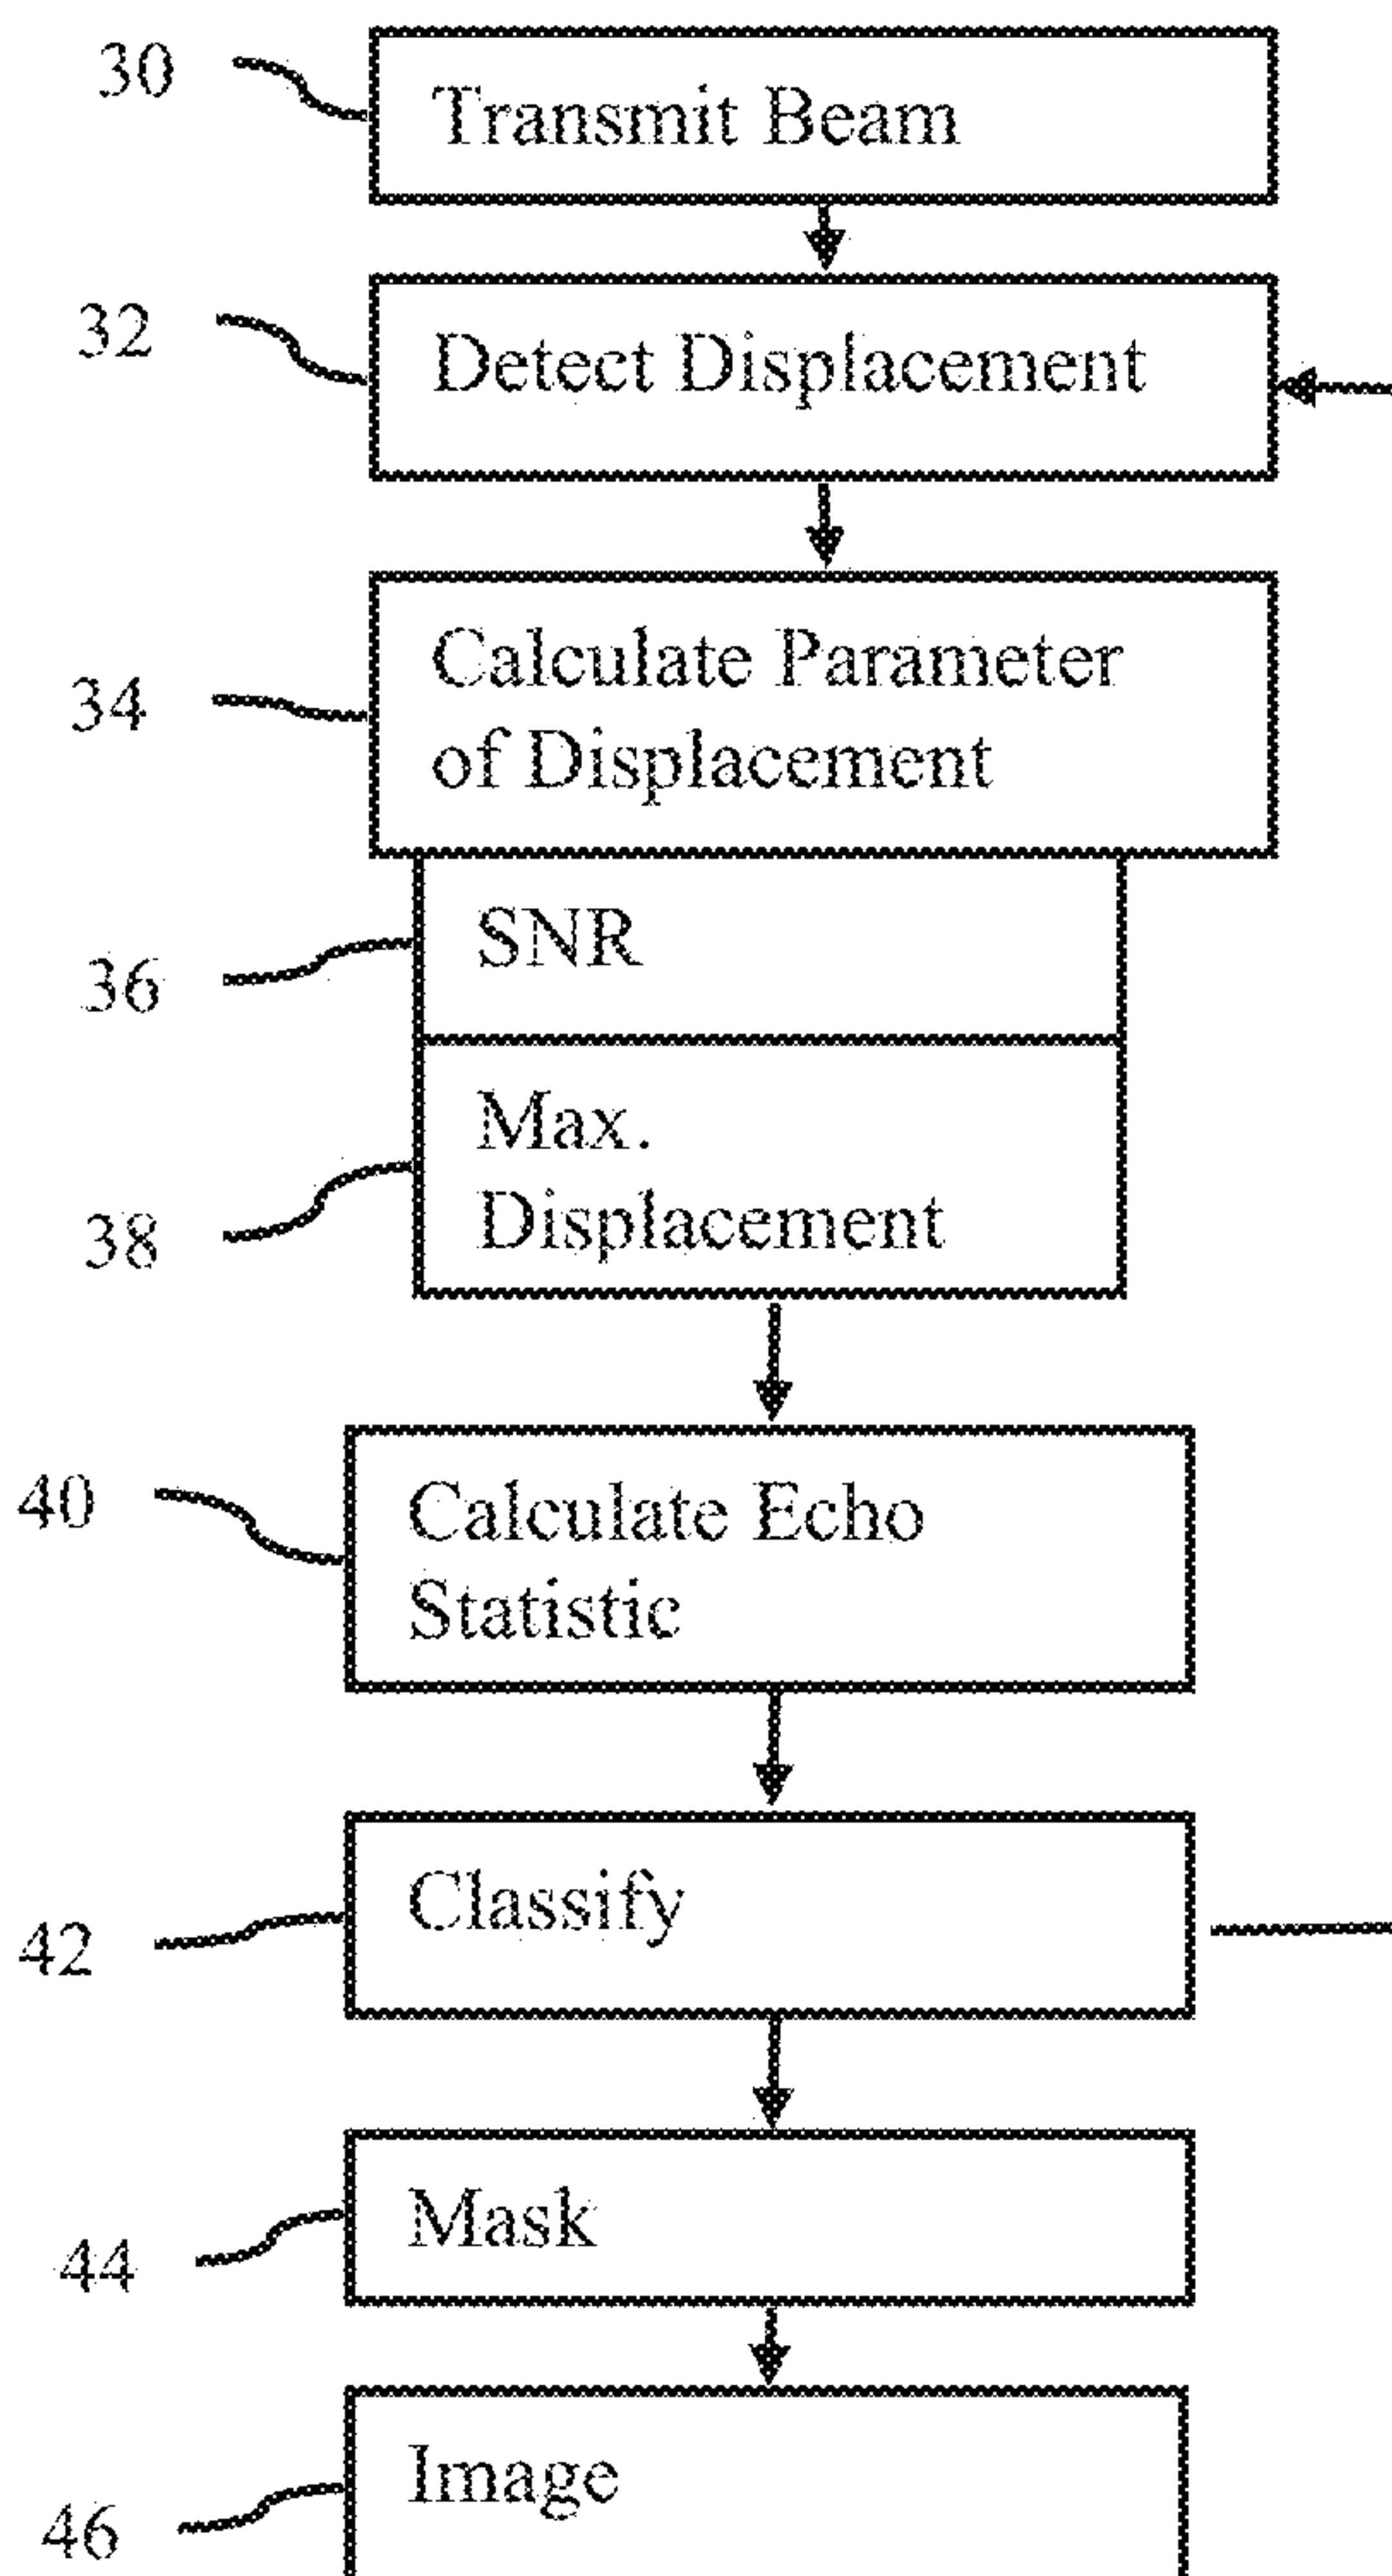 30
Transmit Beam
32
Detect Displacement
34
Calculate Parameter
of Displacement
36
SNR
38
Max.
Displacement
40
Calculate Echo
Statistic
42
Classify
44
Mask
46
Image